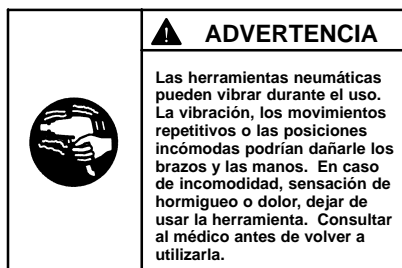 ADVERTENCIA
Las herramientas neumáticas
pueden vibrar durante el uso.
La vibración, los movimientos
repetitivos o las posiciones
incómodas podrían dañarle los
brazos y las manos. En caso
de incomodidad, sensación de
hormigueo o dolor, dejar de
usar la herramienta. Consultar
al médico antes de volver a
utilizarla.